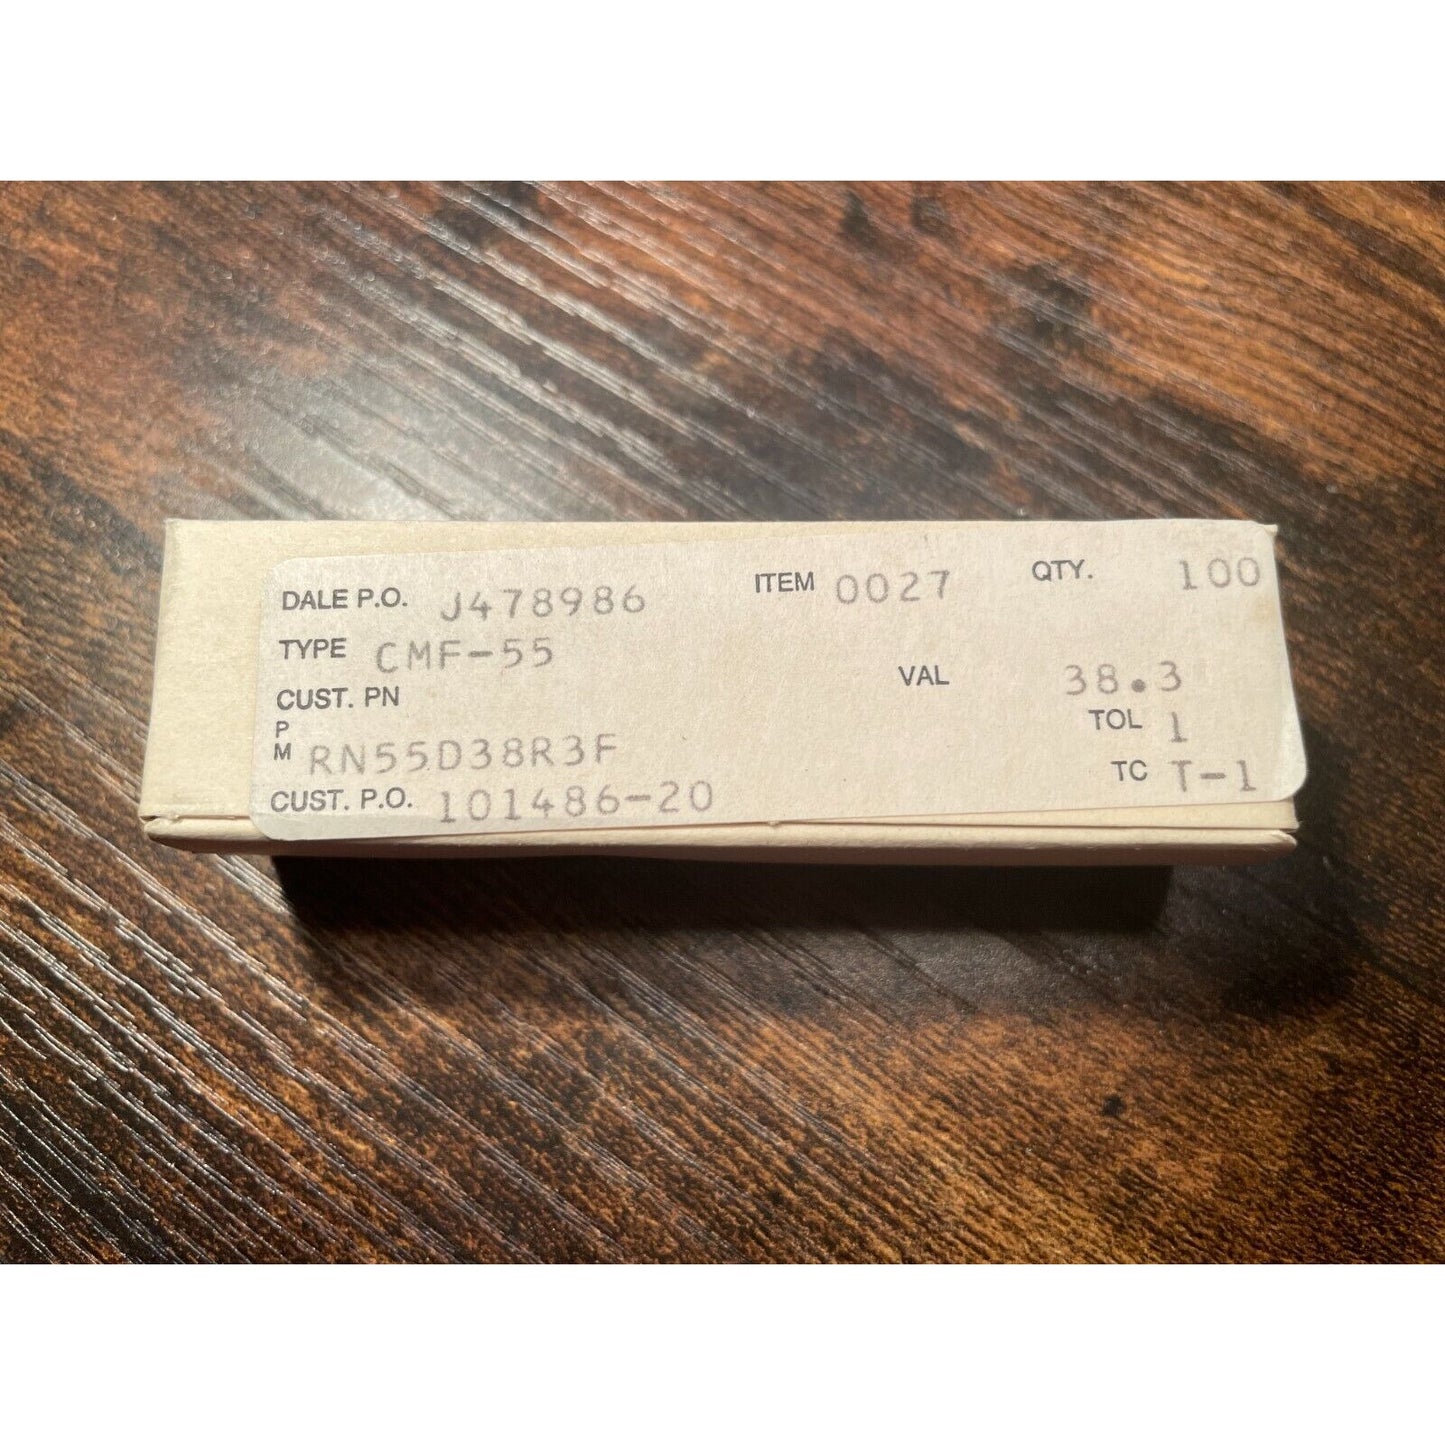 DALE P.O. J478986 ITEM 0027 QTY. 100
TYPE CMF-55
CUST. PN VAL 38.3
PM RN55D38R3F TOL 1
CUST. P.O. 101486-20 TC T-1